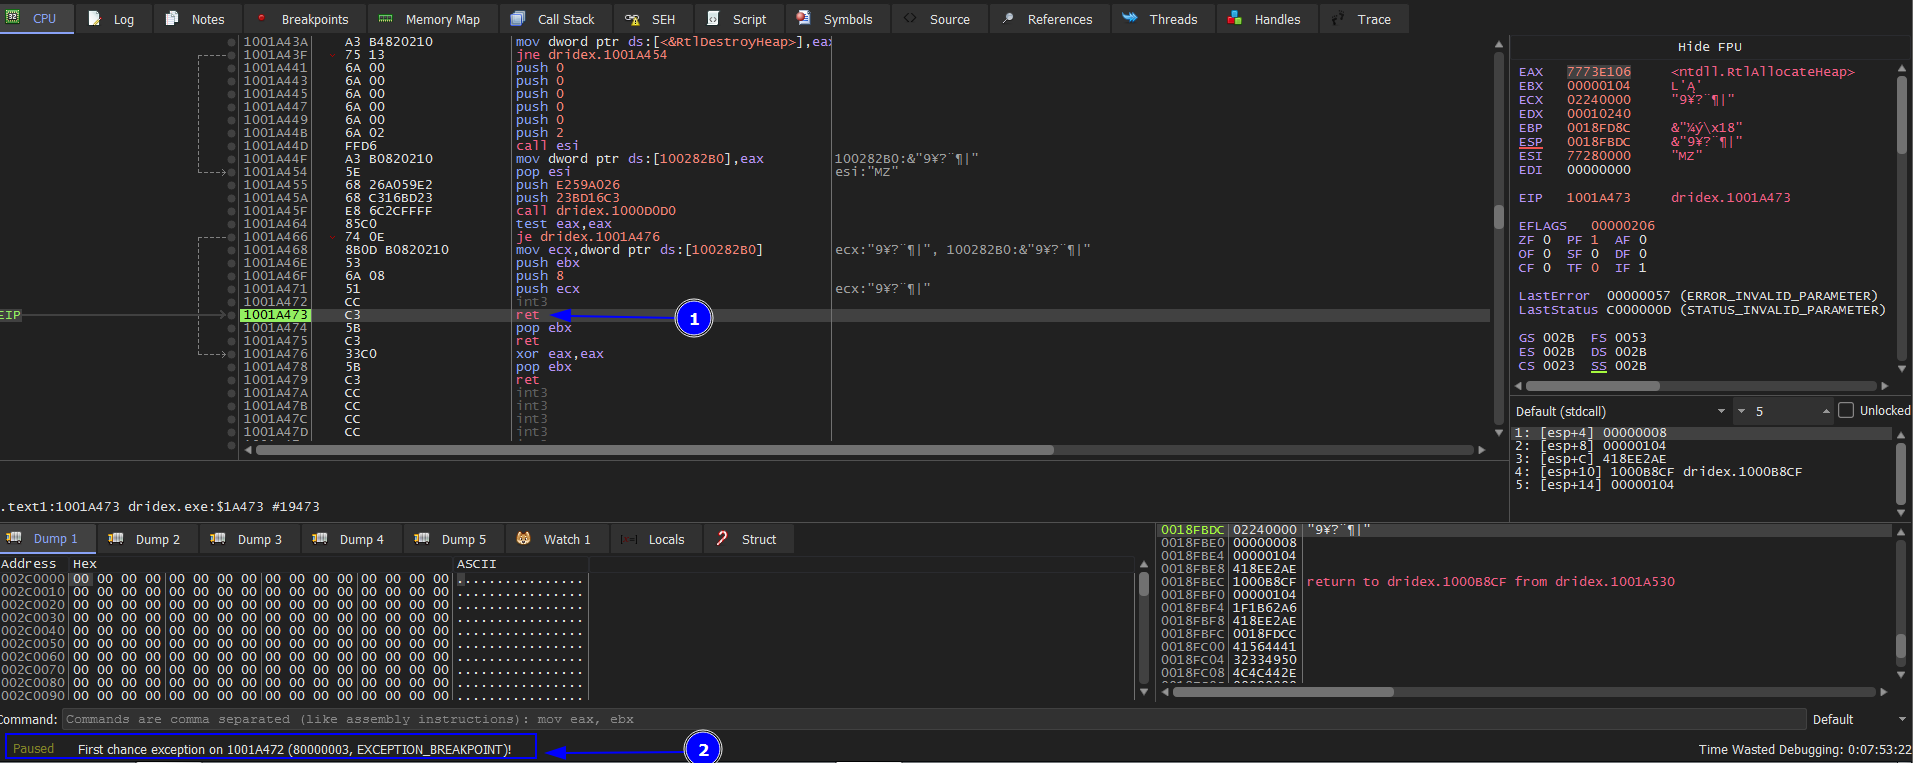 CPU Log Notes Breakpoints Memory Map Call Stack SEH Script Symbols Source References Threads Handles Trace
1001A43A A3 B4820210 mov dword ptr ds:[<&RtlDestroyHeap>],eax
1001A43F 75 13 jne dridex.1001A454
1001A441 6A 00 push 0
1001A443 6A 00 push 0
1001A445 6A 00 push 0
1001A447 6A 00 push 0
1001A449 6A 00 push 0
1001A44B 6A 02 push 2
1001A44D FFD6 call esi
1001A44F A3 B0820210 mov dword ptr ds:[100282B0],eax 100282B0:&"9¥?¨¶|"
1001A454 5E pop esi esi:"MZ"
1001A455 68 26A059E2 push E259A026
1001A45A 68 C316BD23 push 23BD16C3
1001A45F E8 6C2CFFFF call dridex.1000D0D0
1001A464 85C0 test eax,eax
1001A466 74 0E je dridex.1001A476
1001A468 8B0D B0820210 mov ecx,dword ptr ds:[100282B0] ecx:"9¥?¨¶|", 100282B0:&"9¥?¨¶|"
1001A46E 53 push ebx
1001A46F 6A 08 push 8
1001A471 51 push ecx ecx:"9¥?¨¶|"
1001A472 CC int3
EIP 1001A473 C3 ret 1
1001A474 5B pop ebx
1001A475 C3 ret
1001A476 33C0 xor eax,eax
1001A478 5B pop ebx
1001A479 C3 ret
1001A47A CC int3
1001A47B CC int3
1001A47C CC int3
1001A47D CC int3
Hide FPU
EAX 7773E106 <ntdll.RtlAllocateHeap>
EBX 00000104 L'Ą'
ECX 02240000 "9¥?¨¶|"
EDX 00010240
EBP 0018FD8C &"¼ý\x18"
ESP 0018FBDC &"9¥?¨¶|"
ESI 77280000 "MZ"
EDI 00000000
EIP 1001A473 dridex.1001A473
EFLAGS 00000206
ZF 0 PF 1 AF 0
OF 0 SF 0 DF 0
CF 0 TF 0 IF 1
LastError 00000057 (ERROR_INVALID_PARAMETER)
LastStatus C000000D (STATUS_INVALID_PARAMETER)
GS 002B FS 0053
ES 002B DS 002B
CS 0023 SS 002B
Default (stdcall) 5 Unlocked
1: [esp+4] 00000008
2: [esp+8] 00000104
3: [esp+C] 418EE2AE
4: [esp+10] 1000B8CF dridex.1000B8CF
5: [esp+14] 00000104
.text1:1001A473 dridex.exe:$1A473 #19473
Dump 1 Dump 2 Dump 3 Dump 4 Dump 5 Watch 1 Locals Struct
Address Hex ASCII
002C0000 00 00 00 00 00 00 00 00 00 00 00 00 00 00 00 00 ................
002C0010 00 00 00 00 00 00 00 00 00 00 00 00 00 00 00 00 ................
002C0020 00 00 00 00 00 00 00 00 00 00 00 00 00 00 00 00 ................
002C0030 00 00 00 00 00 00 00 00 00 00 00 00 00 00 00 00 ................
002C0040 00 00 00 00 00 00 00 00 00 00 00 00 00 00 00 00 ................
002C0050 00 00 00 00 00 00 00 00 00 00 00 00 00 00 00 00 ................
002C0060 00 00 00 00 00 00 00 00 00 00 00 00 00 00 00 00 ................
002C0070 00 00 00 00 00 00 00 00 00 00 00 00 00 00 00 00 ................
002C0080 00 00 00 00 00 00 00 00 00 00 00 00 00 00 00 00 ................
002C0090 00 00 00 00 00 00 00 00 00 00 00 00 00 00 00 00 ................
0018FBDC 02240000 "9¥?¨¶|"
0018FBE0 00000008
0018FBE4 00000104
0018FBE8 418EE2AE
0018FBEC 1000B8CF return to dridex.1000B8CF from dridex.1001A530
0018FBF0 00000104
0018FBF4 1F1B62A6
0018FBF8 418EE2AE
0018FBFC 0018FDCC
0018FC00 41564441
0018FC04 32334950
0018FC08 4C4C442E
Command: Commands are comma separated (like assembly instructions): mov eax, ebx Default
Paused First chance exception on 1001A472 (80000003, EXCEPTION_BREAKPOINT)! 2 Time Wasted Debugging: 0:07:53:22